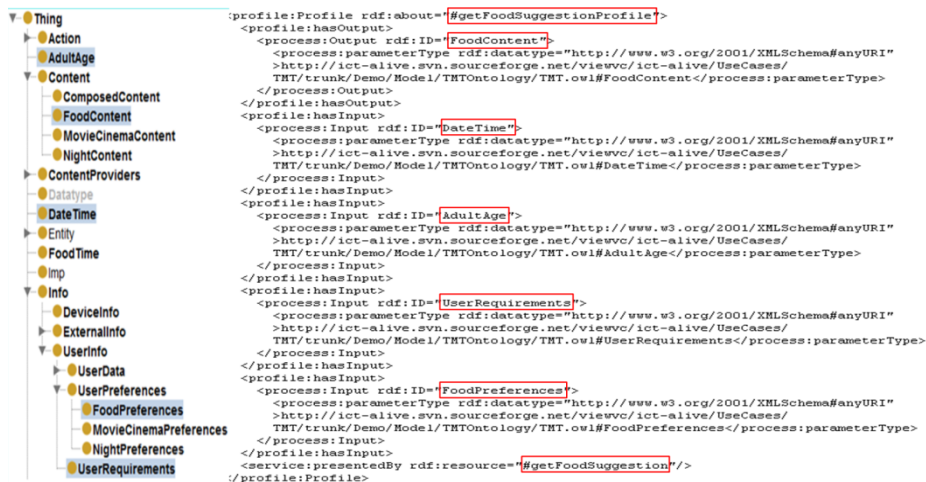 Thing
Action
AdultAge
Content
ComposedContent
FoodContent
MovieCinemaContent
NightContent
ContentProviders
Datatype
DateTime
Entity
FoodTime
Imp
Info
DeviceInfo
ExternalInfo
UserInfo
UserData
UserPreferences
FoodPreferences
MovieCinemaPreferences
NightPreferences
UserRequirements
:profile:Profile rdf:about="#getFoodSuggestionProfile">
<profile:hasOutput>
<process:Output rdf:ID="FoodContent">
<process:parameterType rdf:datatype="http://www.w3.org/2001/XMLSchema#anyURI"
>http://ict-alive.svn.sourceforge.net/viewvc/ict-alive/UseCases/
TMT/trunk/Demo/Model/TMTOntology/TMT.owl#FoodContent</process:parameterType>
</process:Output>
</profile:hasOutput>
<profile:hasInput>
<process:Input rdf:ID="DateTime">
<process:parameterType rdf:datatype="http://www.w3.org/2001/XMLSchema#anyURI"
>http://ict-alive.svn.sourceforge.net/viewvc/ict-alive/UseCases/
TMT/trunk/Demo/Model/TMTOntology/TMT.owl#DateTime</process:parameterType>
</process:Input>
</profile:hasInput>
<profile:hasInput>
<process:Input rdf:ID="AdultAge">
<process:parameterType rdf:datatype="http://www.w3.org/2001/XMLSchema#anyURI"
>http://ict-alive.svn.sourceforge.net/viewvc/ict-alive/UseCases/
TMT/trunk/Demo/Model/TMTOntology/TMT.owl#AdultAge</process:parameterType>
</process:Input>
</profile:hasInput>
<profile:hasInput>
<process:Input rdf:ID="UserRequirements">
<process:parameterType rdf:datatype="http://www.w3.org/2001/XMLSchema#anyURI"
>http://ict-alive.svn.sourceforge.net/viewvc/ict-alive/UseCases/
TMT/trunk/Demo/Model/TMTOntology/TMT.owl#UserRequirements</process:parameterType>
</process:Input>
</profile:hasInput>
<profile:hasInput>
<process:Input rdf:ID="FoodPreferences">
<process:parameterType rdf:datatype="http://www.w3.org/2001/XMLSchema#anyURI"
>http://ict-alive.svn.sourceforge.net/viewvc/ict-alive/UseCases/
TMT/trunk/Demo/Model/TMTOntology/TMT.owl#FoodPreferences</process:parameterType>
</process:Input>
</profile:hasInput>
<service:presentedBy rdf:resource="#getFoodSuggestion"/>
:/profile:Profile>